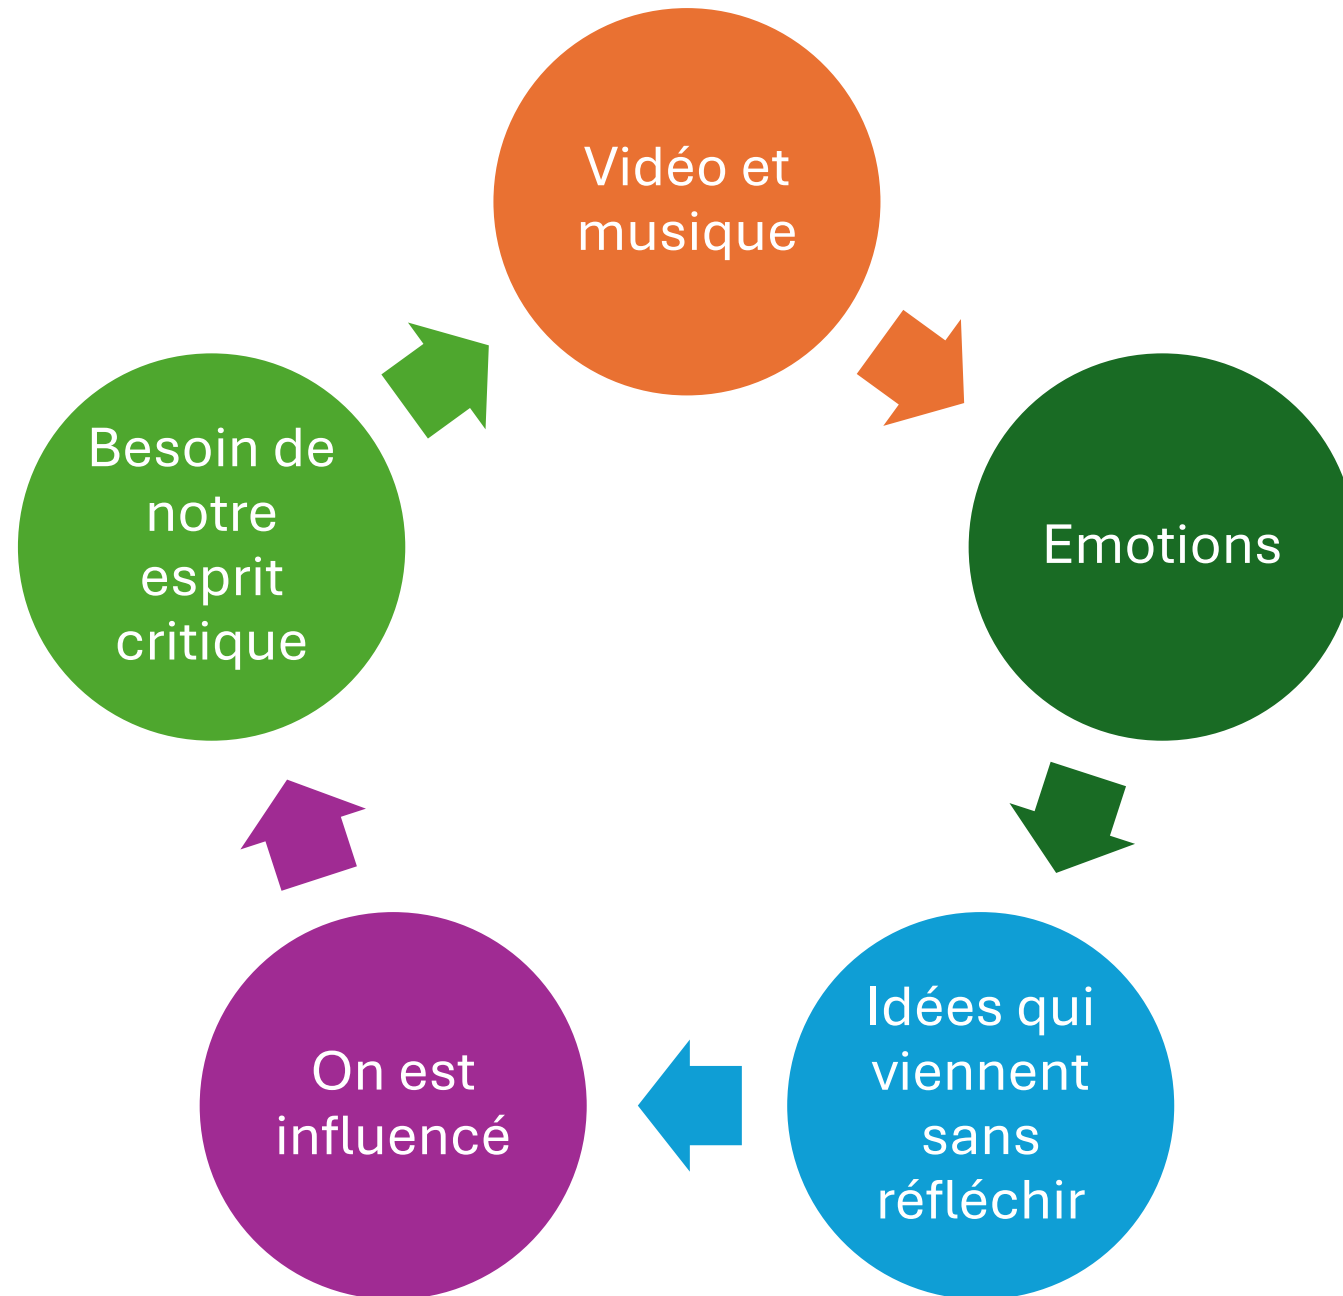 Vidéo et
musique
Emotions
Idées qui
viennent
sans
réfléchir
On est
influencé
Besoin de
notre
esprit
critique